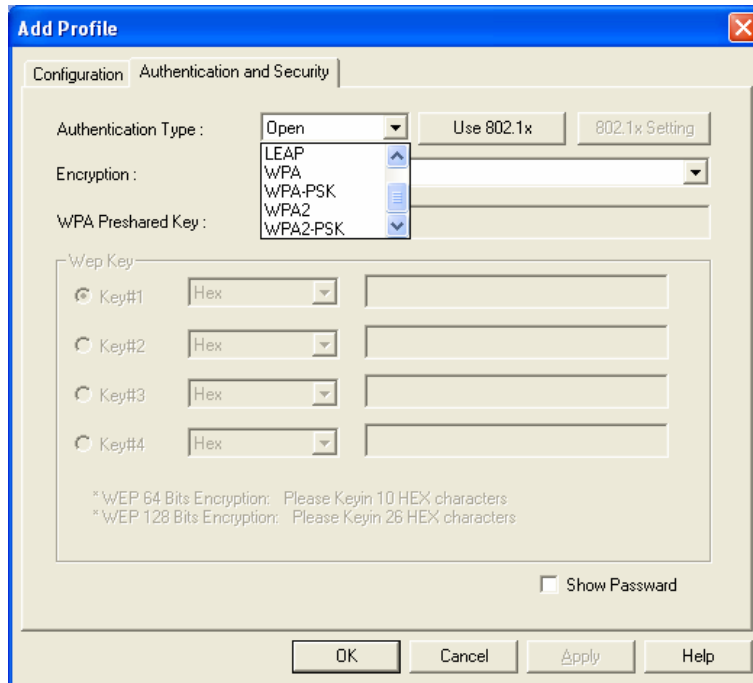 Add Profile
Configuration Authentication and Security
Authentication Type : Open Use 802.1x 802.1x Setting
LEAP
WPA
WPA-PSK
WPA2
WPA2-PSK
Encryption :
WPA Preshared Key :
Wep Key
Key#1 Hex
Key#2 Hex
Key#3 Hex
Key#4 Hex
* WEP 64 Bits Encryption: Please Keyin 10 HEX characters
* WEP 128 Bits Encryption: Please Keyin 26 HEX characters
Show Passward
OK Cancel Apply Help